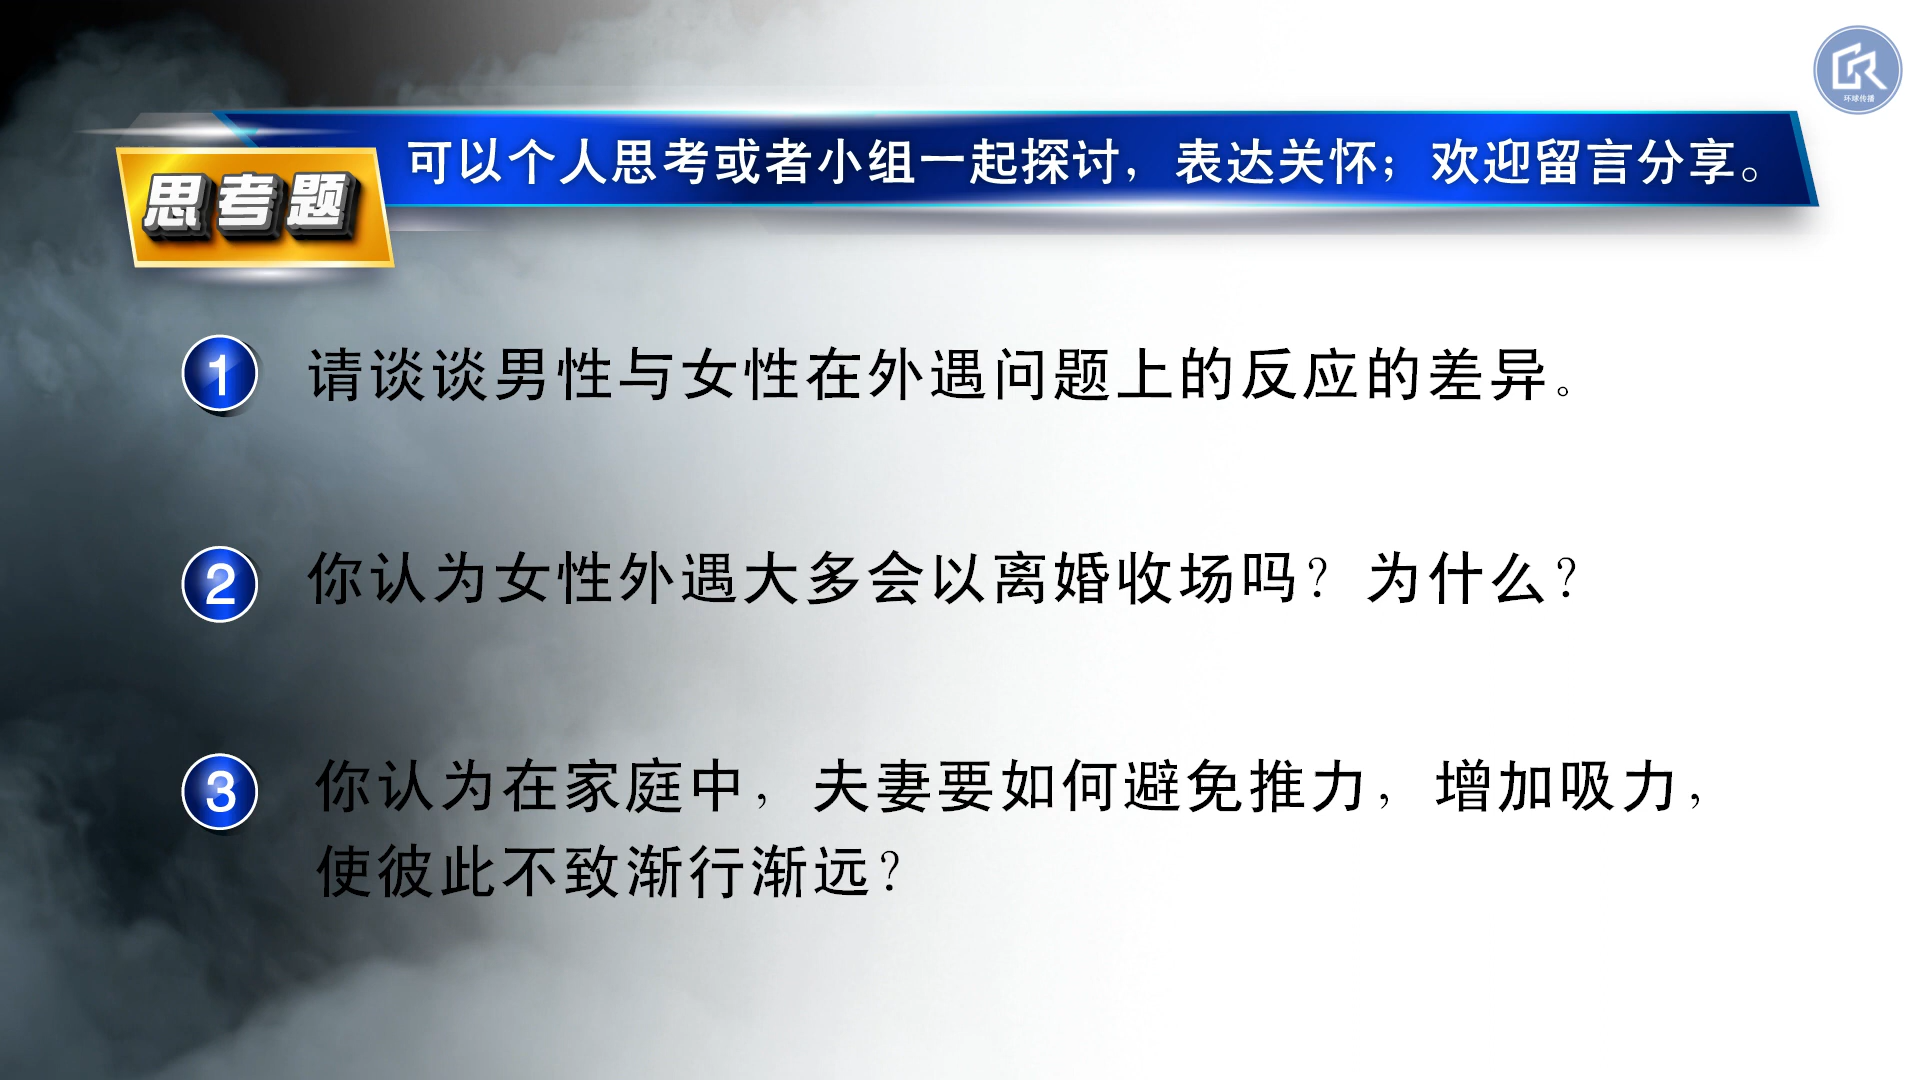 环球传播
可以个人思考或者小组一起探讨，表达关怀；欢迎留言分享。
思考题
1 请谈谈男性与女性在外遇问题上的反应的差异。
2 你认为女性外遇大多会以离婚收场吗？为什么？
3 你认为在家庭中，夫妻要如何避免推力，增加吸力，
使彼此不致渐行渐远？